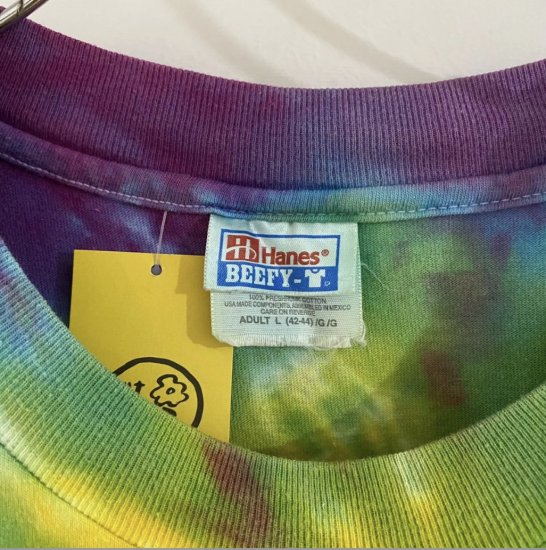 Hanes®
BEEFY-T
100% PRESHRUNK COTTON
USA MADE COMPONENTS, ASSEMBLED IN MEXICO
CARE ON REVERSE
ADULT L (42-44) /G /G